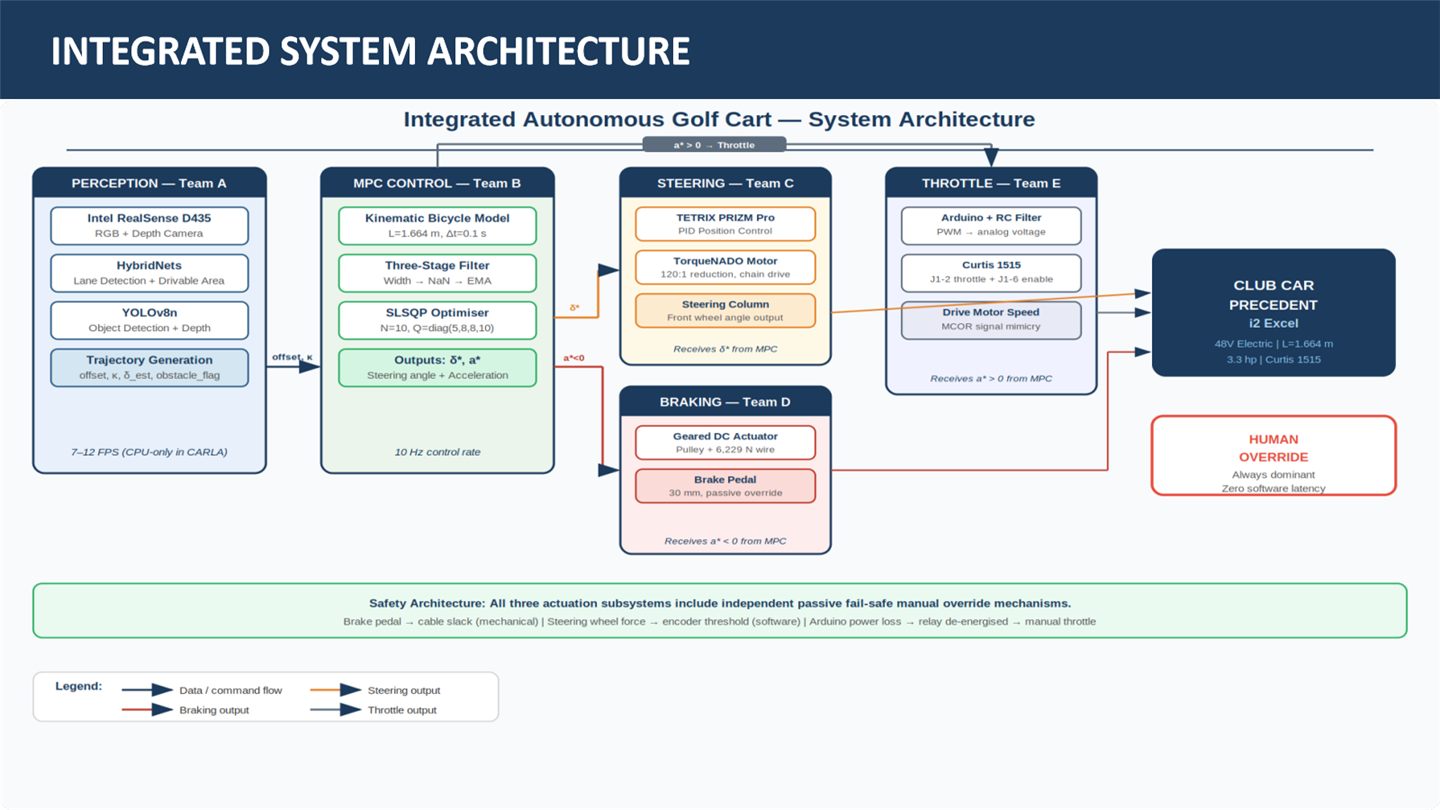 INTEGRATED SYSTEM ARCHITECTURE
Integrated Autonomous Golf Cart — System Architecture
a* > 0 → Throttle
PERCEPTION — Team A
Intel RealSense D435
RGB + Depth Camera
HybridNets
Lane Detection + Drivable Area
YOLOv8n
Object Detection + Depth
Trajectory Generation
offset, κ, δ_est, obstacle_flag
7–12 FPS (CPU-only in CARLA)
offset, κ
MPC CONTROL — Team B
Kinematic Bicycle Model
L=1.664 m, Δt=0.1 s
Three-Stage Filter
Width → NaN → EMA
SLSQP Optimiser
N=10, Q=diag(5,8,8,10)
Outputs: δ*, a*
Steering angle + Acceleration
10 Hz control rate
δ*
a*<0
STEERING — Team C
TETRIX PRIZM Pro
PID Position Control
TorqueNADO Motor
120:1 reduction, chain drive
Steering Column
Front wheel angle output
Receives δ* from MPC
BRAKING — Team D
Geared DC Actuator
Pulley + 6,229 N wire
Brake Pedal
30 mm, passive override
Receives a* < 0 from MPC
THROTTLE — Team E
Arduino + RC Filter
PWM → analog voltage
Curtis 1515
J1-2 throttle + J1-6 enable
Drive Motor Speed
MCOR signal mimicry
Receives a* > 0 from MPC
CLUB CAR
PRECEDENT
i2 Excel
48V Electric | L=1.664 m
3.3 hp | Curtis 1515
HUMAN
OVERRIDE
Always dominant
Zero software latency
Safety Architecture: All three actuation subsystems include independent passive fail-safe manual override mechanisms.
Brake pedal → cable slack (mechanical) | Steering wheel force → encoder threshold (software) | Arduino power loss → relay de-energised → manual throttle
Legend:
Data / command flow
Steering output
Braking output
Throttle output